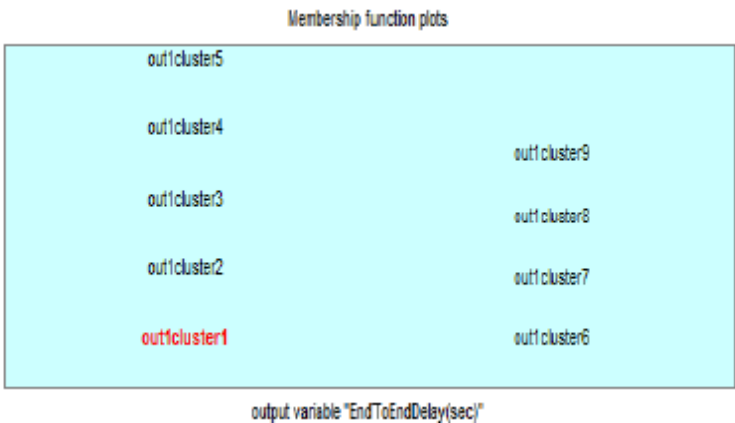 Membership function plots
out1cluster5
out1cluster4
out1cluster9
out1cluster3
out1cluster8
out1cluster2
out1cluster7
out1cluster1
out1cluster6
output variable "EndToEndDelay(sec)"